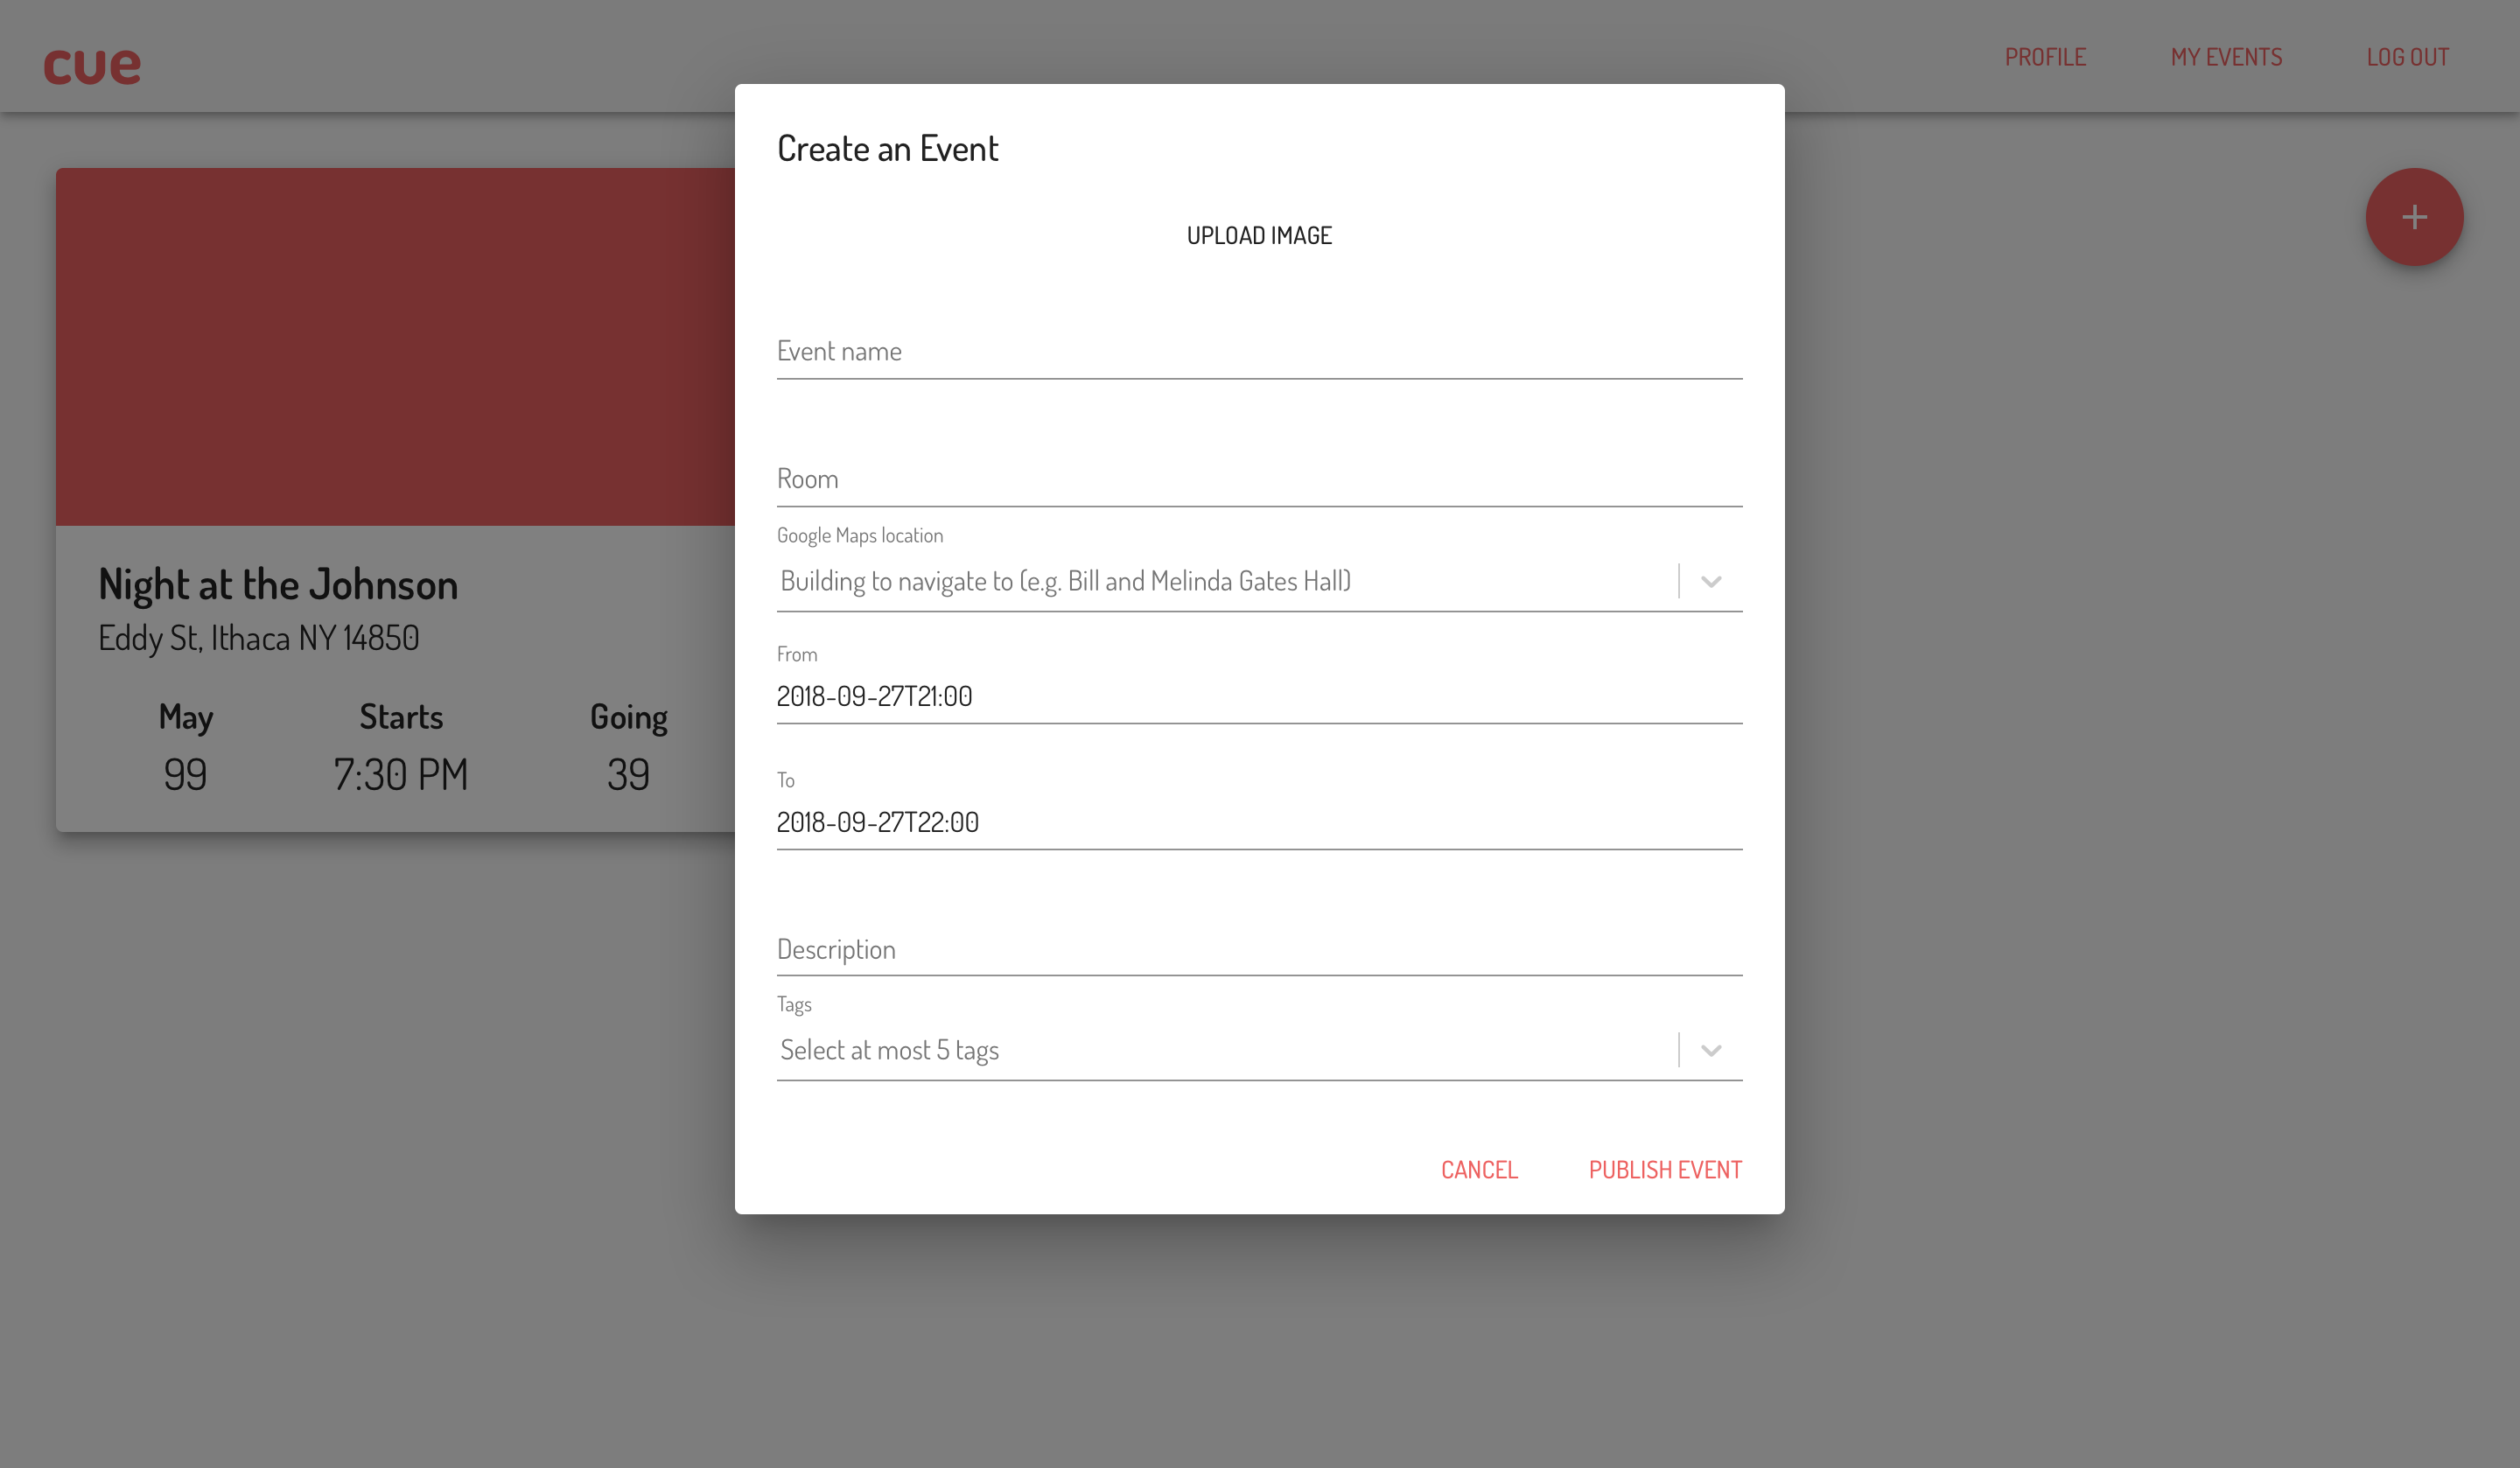 cue
PROFILE MY EVENTS LOG OUT
Create an Event
UPLOAD IMAGE
Event name
Room
Google Maps location
Building to navigate to (e.g. Bill and Melinda Gates Hall)
From
2018-09-27T21:00
To
2018-09-27T22:00
Description
Tags
Select at most 5 tags
CANCEL PUBLISH EVENT
Night at the Johnson
Eddy St, Ithaca NY 14850
May Starts Going
99 7:30 PM 39